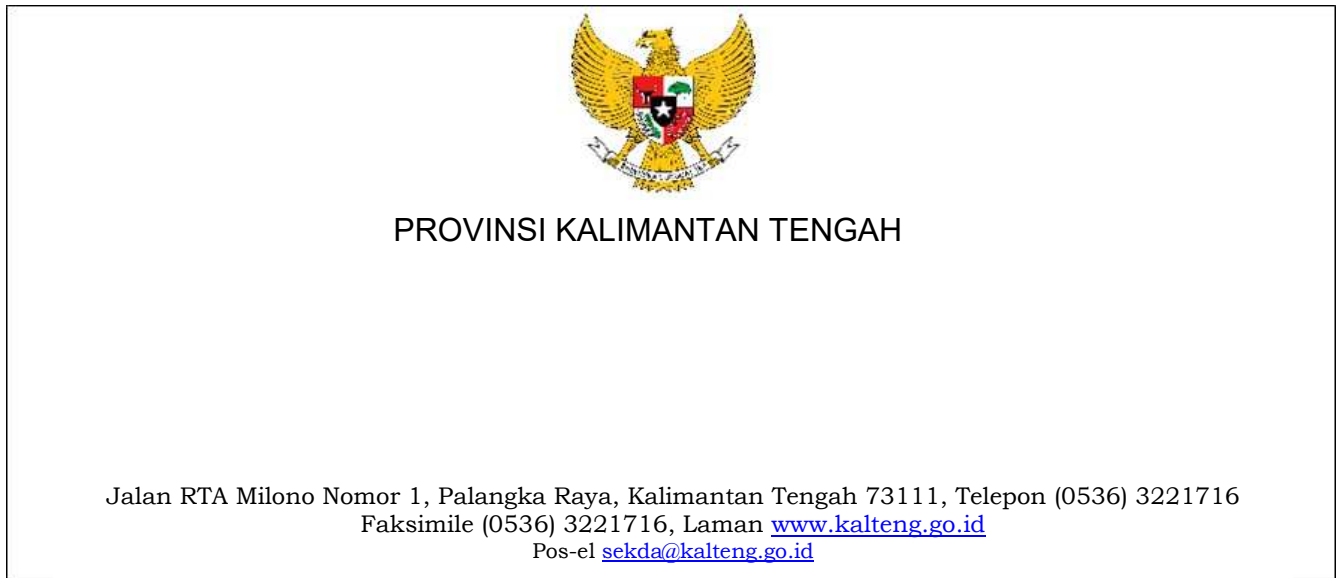 PROVINSI KALIMANTAN TENGAH
Jalan RTA Milono Nomor 1, Palangka Raya, Kalimantan Tengah 73111, Telepon (0536) 3221716
Faksimile (0536) 3221716, Laman www.kalteng.go.id
Pos-el sekda@kalteng.go.id